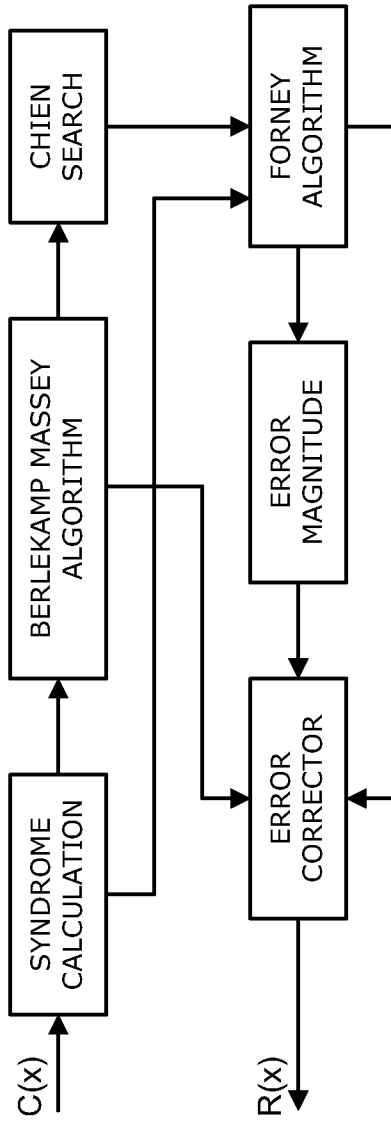 C(x)
SYNDROME
CALCULATION
BERLEKAMP MASSEY
ALGORITHM
CHIEN
SEARCH
R(x)
ERROR
CORRECTOR
ERROR
MAGNITUDE
FORNEY
ALGORITHM